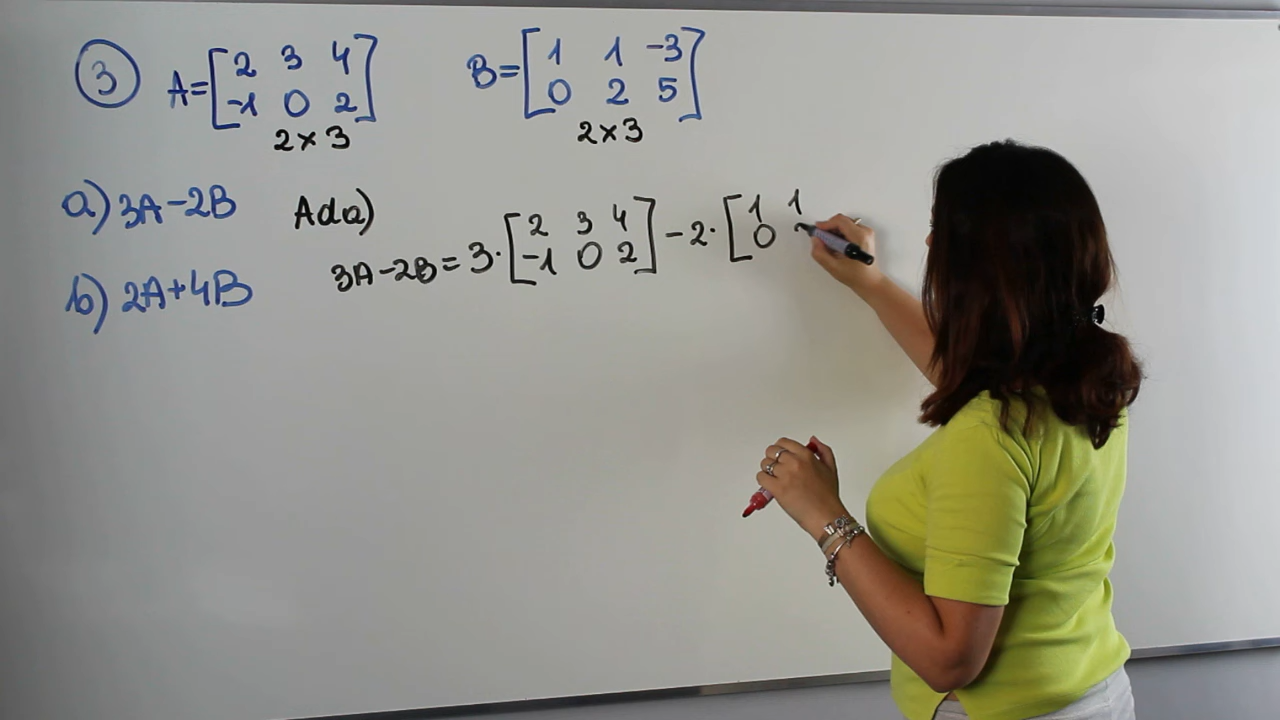 3 A=[2 3 4 B=[1 1 -3
-1 0 2] 0 2 5]
2×3 2×3
a) 3A-2B Ad a)
3A-2B=3·[2 3 4 -2·[1 1
-1 0 2] 0
b) 2A+4B